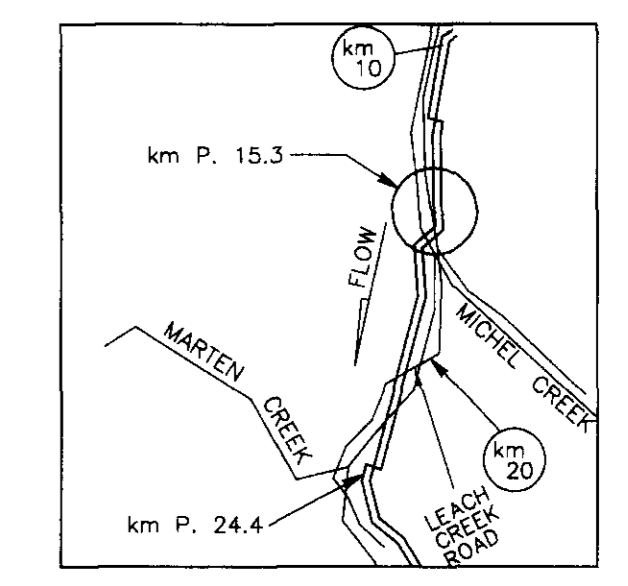 km
10
km P. 15.3
FLOW
MARTEN
CREEK
MICHEL CREEK
km
20
LEACH
CREEK
ROAD
km P. 24.4